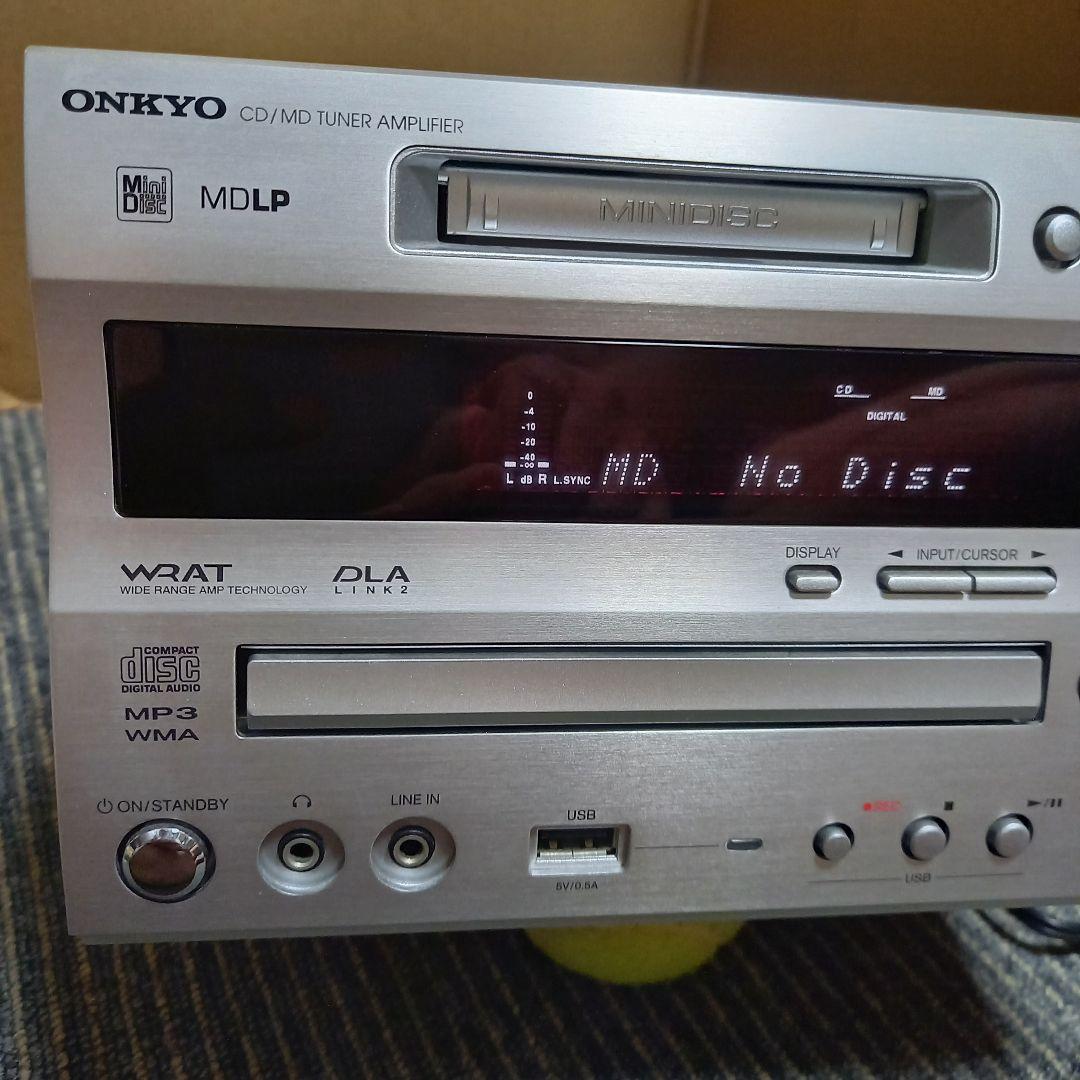 ONKYO CD/MD TUNER AMPLIFIER
Mini Disc MDLP
MINIDISC
0
-4
-10
-20
-40
-∞
L dB R L.SYNC
CD MD
DIGITAL
MD No Disc
WRAT
WIDE RANGE AMP TECHNOLOGY
DLA
LINK2
DISPLAY
◄ INPUT/CURSOR ►
COMPACT
disc
DIGITAL AUDIO
MP3
WMA
⏻ ON/STANDBY
LINE IN
USB
5V/0.5A
●REC ■ ►/II
USB